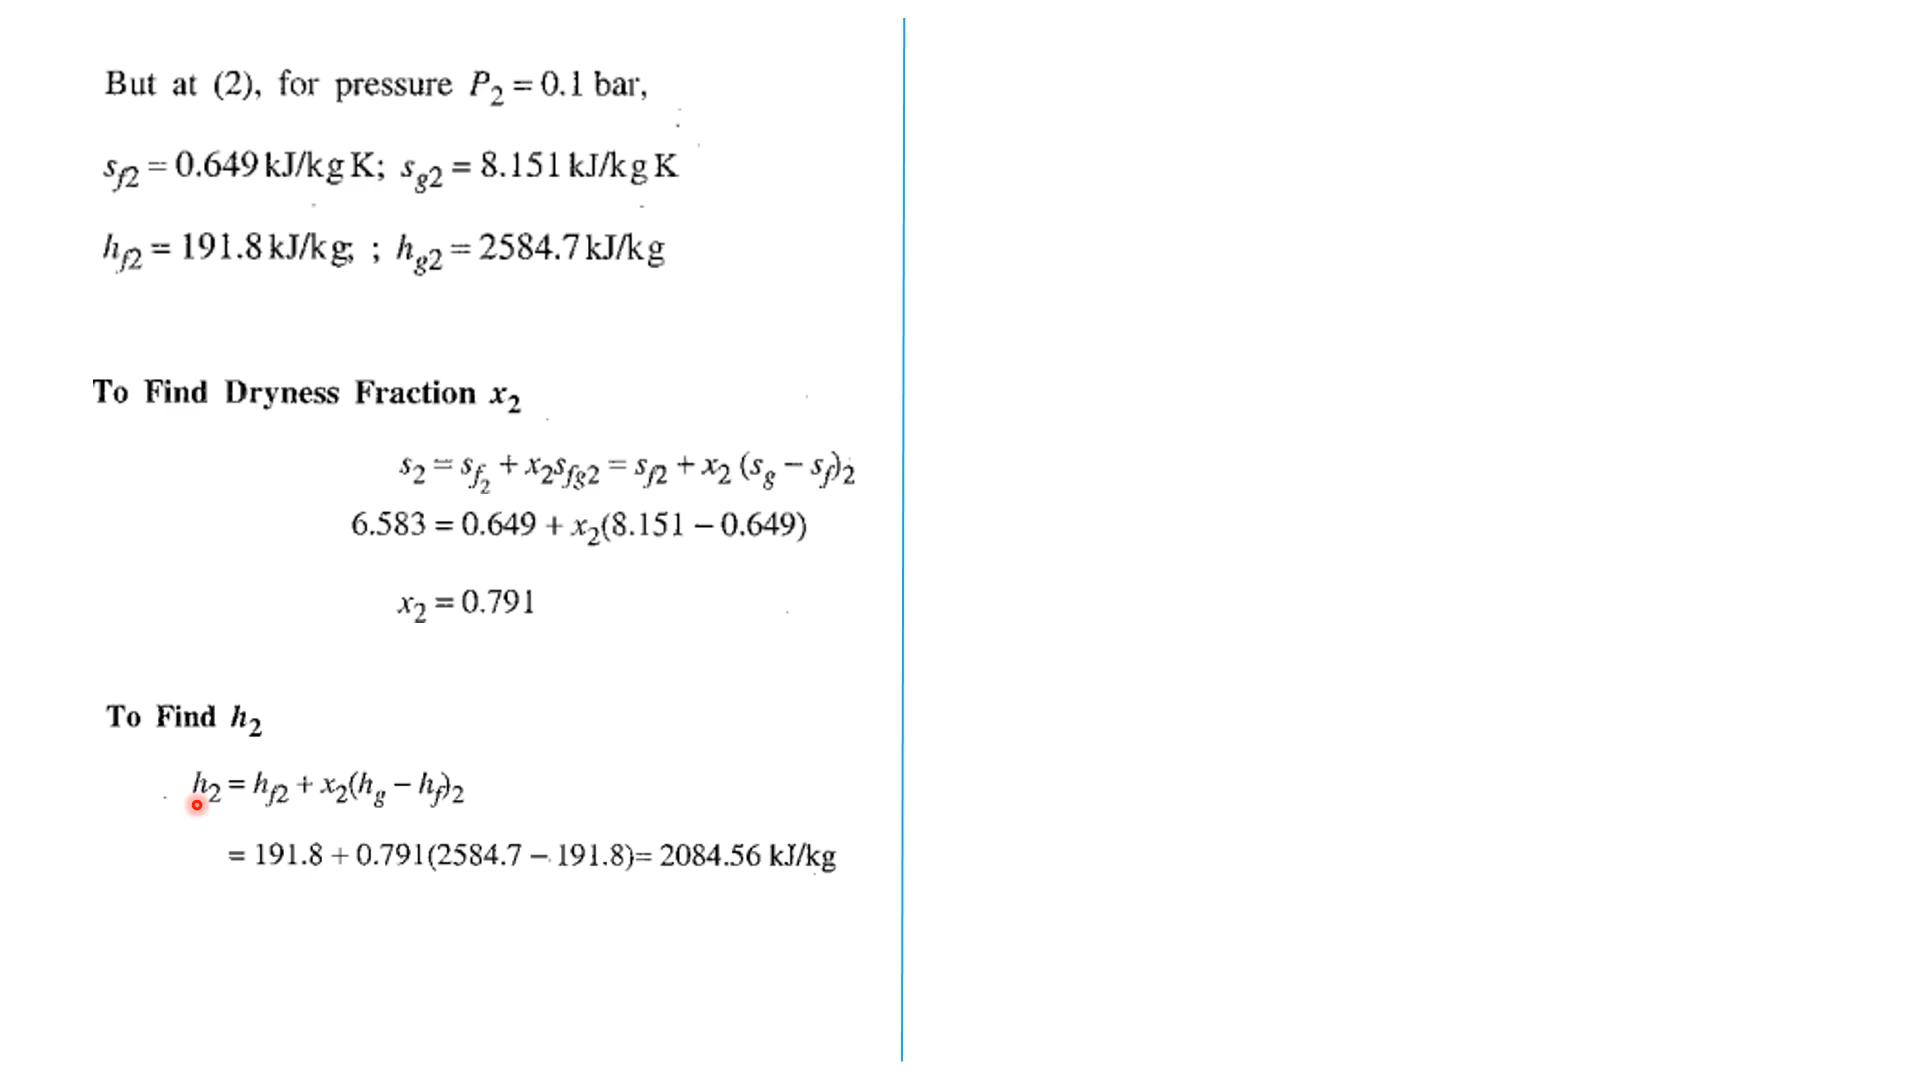 But at (2), for pressure P₂ = 0.1 bar,
s_f2 = 0.649 kJ/kg K; s_g2 = 8.151 kJ/kg K
h_f2 = 191.8 kJ/kg; ; h_g2 = 2584.7 kJ/kg
To Find Dryness Fraction x₂
s₂ = s_f₂ + x₂s_fg2 = s_f2 + x₂ (s_g − s_f)₂
6.583 = 0.649 + x₂(8.151 − 0.649)
x₂ = 0.791
To Find h₂
h₂ = h_f2 + x₂(h_g − h_f)₂
= 191.8 + 0.791(2584.7 − 191.8)= 2084.56 kJ/kg